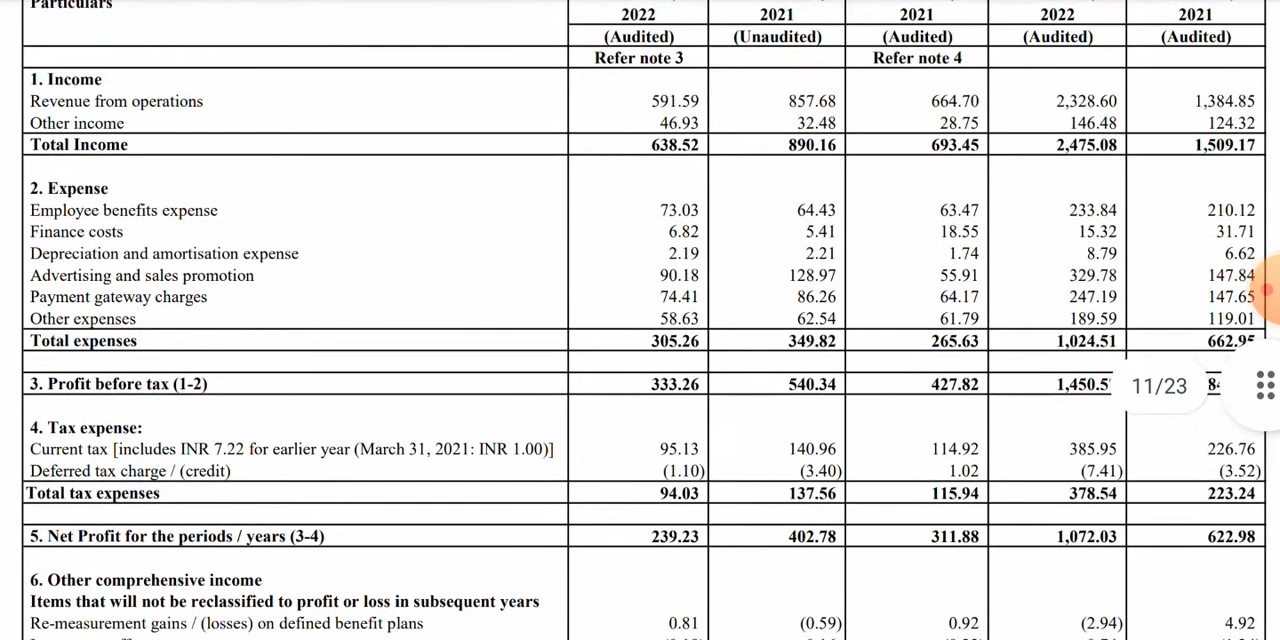 Particulars
2022 2021 2021 2022 2021
(Audited) (Unaudited) (Audited) (Audited) (Audited)
Refer note 3 Refer note 4
1. Income
Revenue from operations 591.59 857.68 664.70 2,328.60 1,384.85
Other income 46.93 32.48 28.75 146.48 124.32
Total Income 638.52 890.16 693.45 2,475.08 1,509.17
2. Expense
Employee benefits expense 73.03 64.43 63.47 233.84 210.12
Finance costs 6.82 5.41 18.55 15.32 31.71
Depreciation and amortisation expense 2.19 2.21 1.74 8.79 6.62
Advertising and sales promotion 90.18 128.97 55.91 329.78 147.84
Payment gateway charges 74.41 86.26 64.17 247.19 147.65
Other expenses 58.63 62.54 61.79 189.59 119.01
Total expenses 305.26 349.82 265.63 1,024.51 662.95
3. Profit before tax (1-2) 333.26 540.34 427.82 1,450.5 11/23
4. Tax expense:
Current tax [includes INR 7.22 for earlier year (March 31, 2021: INR 1.00)] 95.13 140.96 114.92 385.95 226.76
Deferred tax charge / (credit) (1.10) (3.40) 1.02 (7.41) (3.52)
Total tax expenses 94.03 137.56 115.94 378.54 223.24
5. Net Profit for the periods / years (3-4) 239.23 402.78 311.88 1,072.03 622.98
6. Other comprehensive income
Items that will not be reclassified to profit or loss in subsequent years
Re-measurement gains / (losses) on defined benefit plans 0.81 (0.59) 0.92 (2.94) 4.92